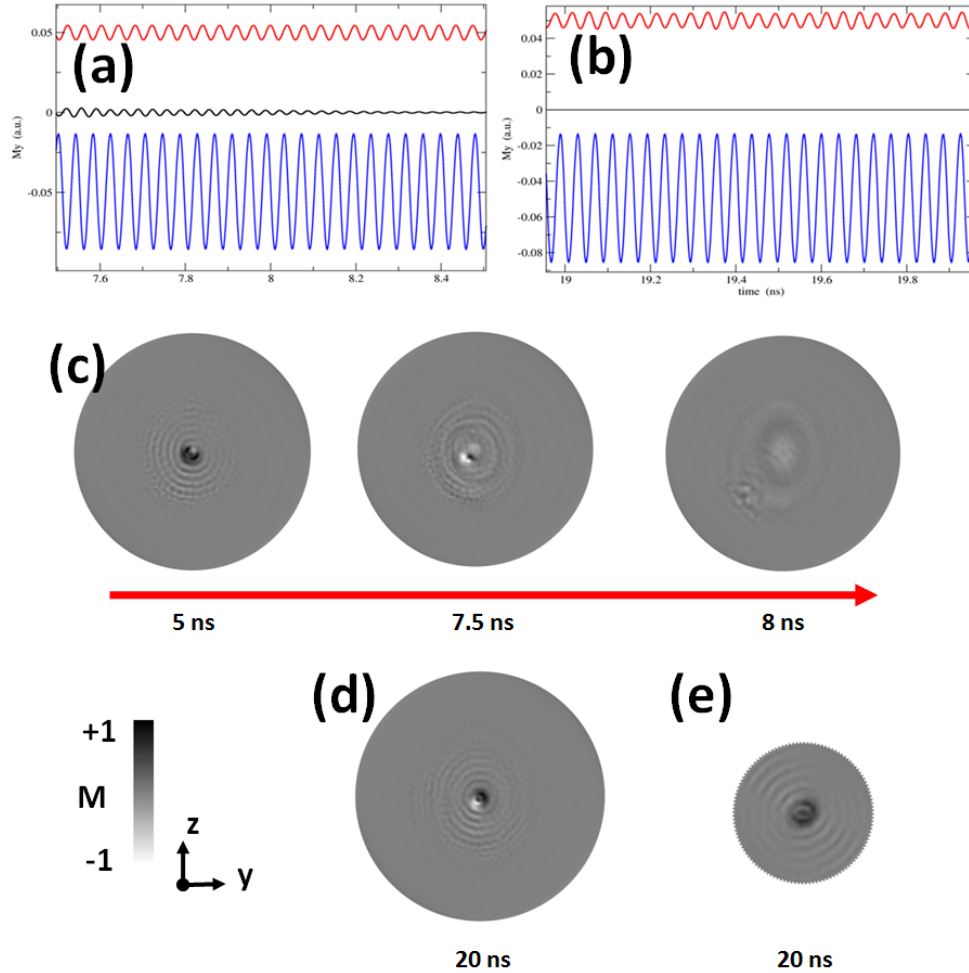 (a)
0.05
0
-0.05
My (a.u.)
7.6
7.8
8
8.2
8.4
(b)
0.04
0.02
0
-0.02
-0.04
-0.06
-0.08
My (a.u.)
19
19.2
19.4
19.6
19.8
time (ns)
(c)
5 ns
7.5 ns
8 ns
(d)
(e)
+1
M
-1
z
y
20 ns
20 ns